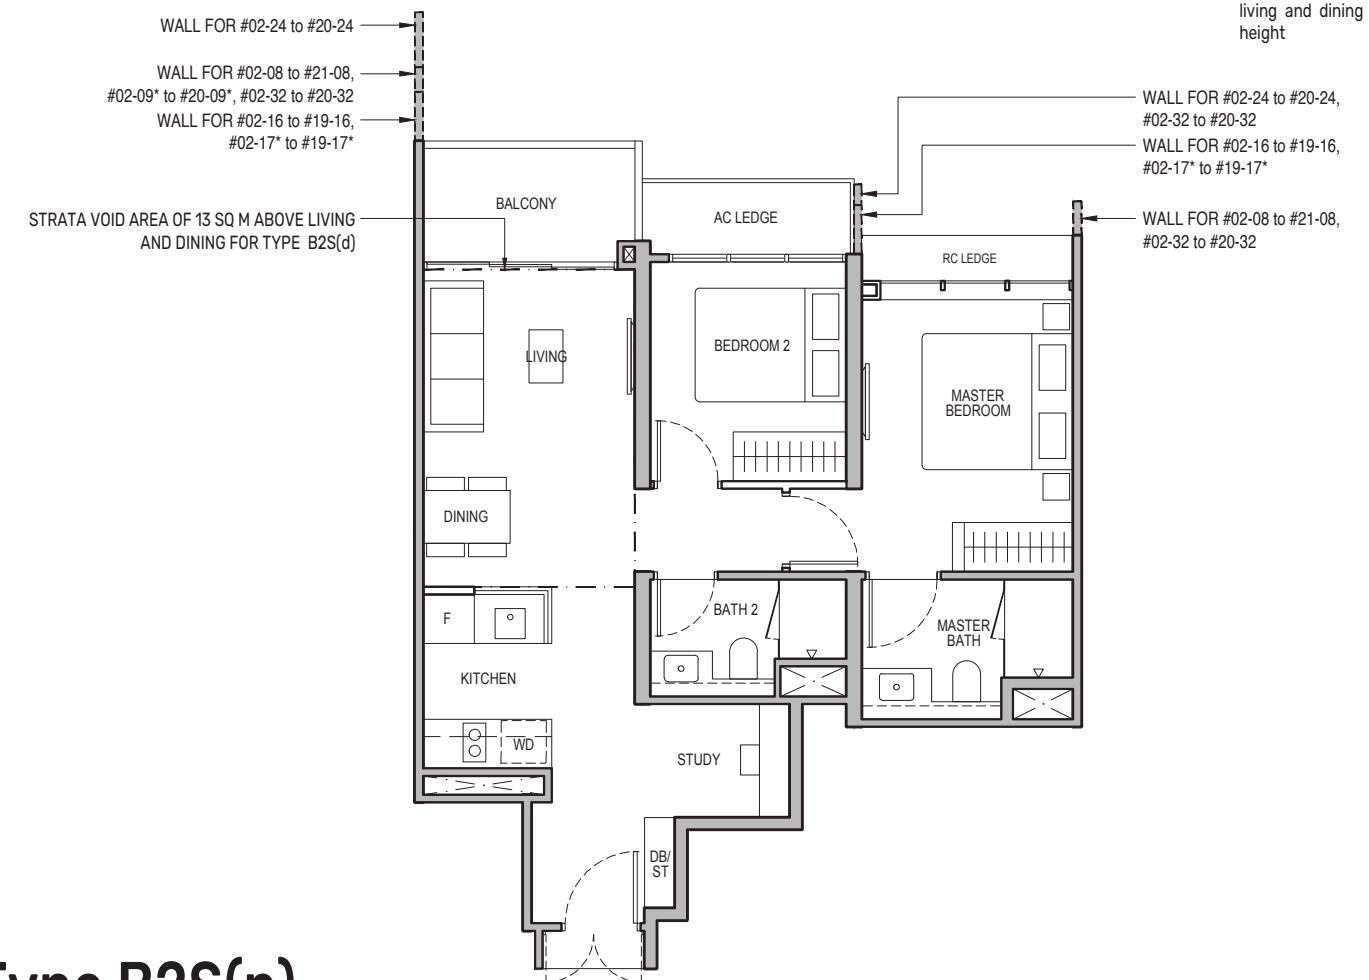 living and dining
height
WALL FOR #02-24 to #20-24
WALL FOR #02-08 to #21-08,
#02-09* to #20-09*, #02-32 to #20-32
WALL FOR #02-16 to #19-16,
#02-17* to #19-17*
WALL FOR #02-24 to #20-24,
#02-32 to #20-32
WALL FOR #02-16 to #19-16,
#02-17* to #19-17*
STRATA VOID AREA OF 13 SQ M ABOVE LIVING
AND DINING FOR TYPE B2S(d)
WALL FOR #02-08 to #21-08,
#02-32 to #20-32
BALCONY
AC LEDGE
RC LEDGE
LIVING
BEDROOM 2
MASTER
BEDROOM
DINING
F
BATH 2
MASTER
BATH
KITCHEN
WD
STUDY
DB/
ST
Type B2S(p)